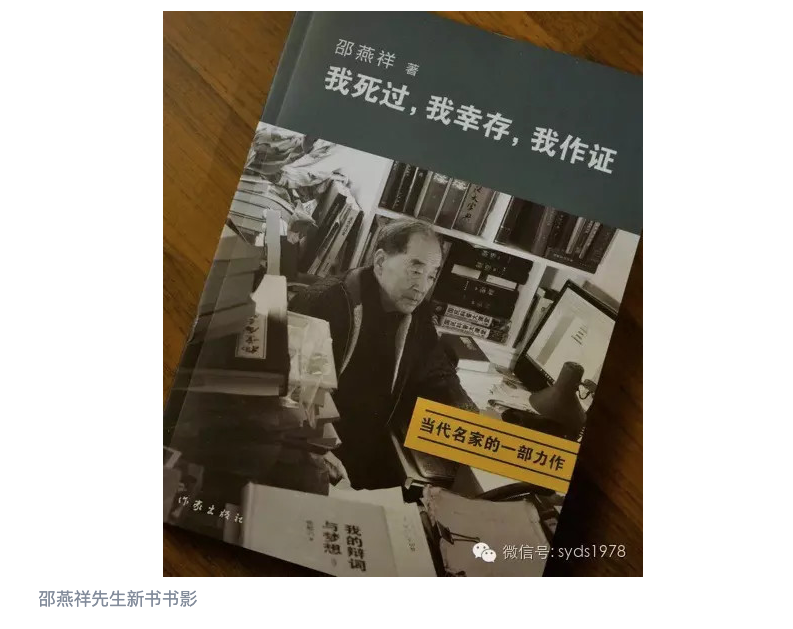 邵燕祥 著
我死过，我幸存，我作证
当代名家的一部力作
作家出版社
我的辩词
与梦想
微信号: syds1978
邵燕祥先生新书书影